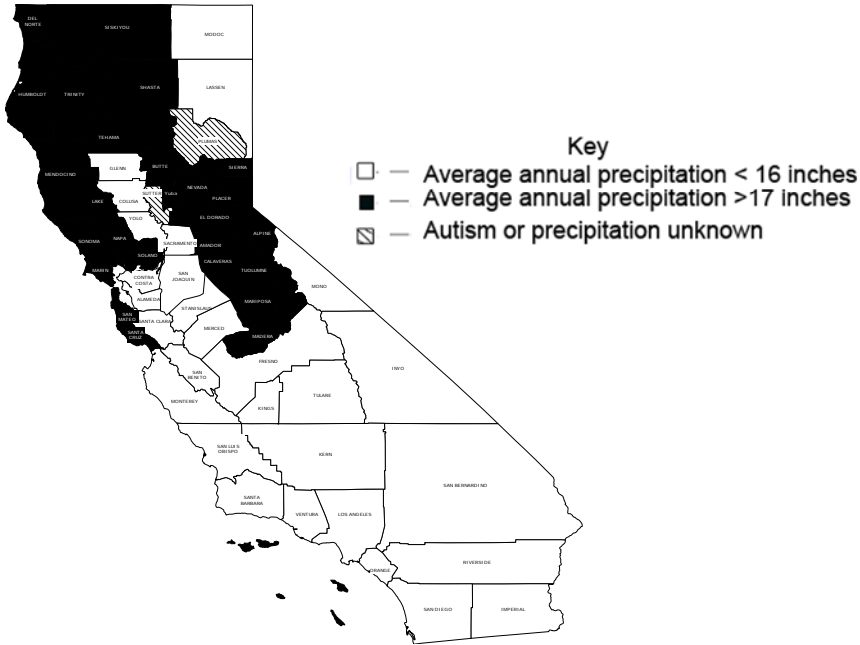 DEL
NORTE
SISKIYOU
MODOC
HUMBOLDT
TRINITY
SHASTA
LASSEN
TEHAMA
PLUMAS
Key
MENDOCINO
GLENN
BUTTE
SIERRA
— Average annual precipitation < 16 inches
LAKE
COLUSA
SUTTER
YUBA
NEVADA
PLACER
— Average annual precipitation >17 inches
YOLO
EL DORADO
— Autism or precipitation unknown
SONOMA
NAPA
SACRAMENTO
AMADOR
ALPINE
SOLANO
CALAVERAS
MARIN
CONTRA
COSTA
SAN
JOAQUIN
TUOLUMNE
MONO
ALAMEDA
STANISLAUS
MARIPOSA
SAN
MATEO
SANTA CLARA
MERCED
SANTA
CRUZ
MADERA
FRESNO
SAN
BENITO
INYO
MONTEREY
KINGS
TULARE
SAN LUIS
OBISPO
KERN
SAN BERNARDINO
SANTA
BARBARA
VENTURA
LOS ANGELES
ORANGE
RIVERSIDE
SAN DIEGO
IMPERIAL